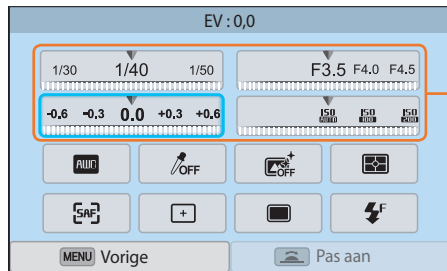 EV : 0,0
1/30 1/40 1/50 F3.5 F4.0 F4.5
-0,6 -0,3 0.0 +0,3 +0,6 ISO AUTO ISO 100 ISO 200
AWC OFF OFF
SAF F
MENU Vorige Pas aan